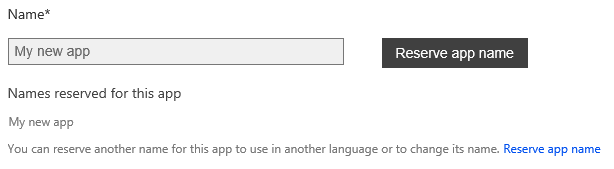 Name*
My new app
Reserve app name
Names reserved for this app
My new app
You can reserve another name for this app to use in another language or to change its name. Reserve app name